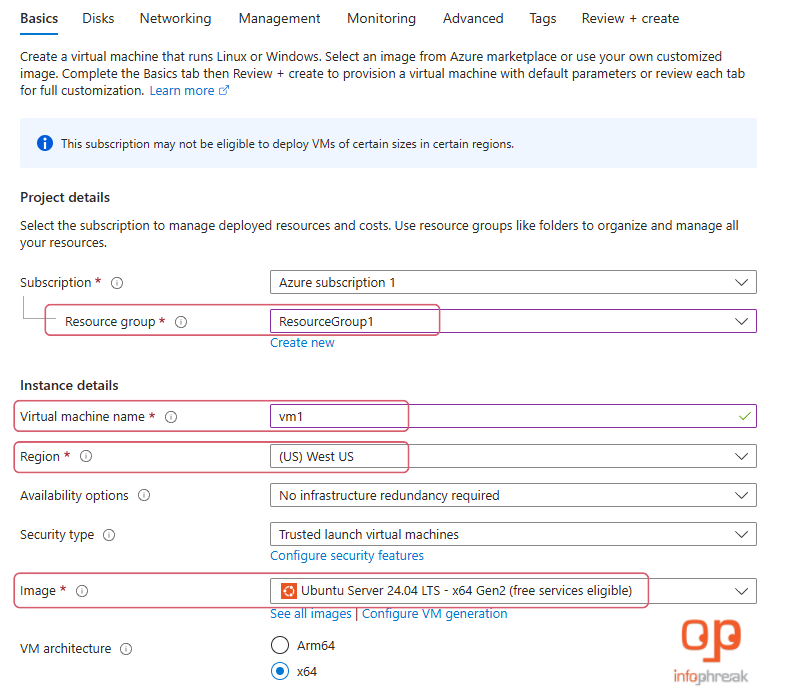 Basics Disks Networking Management Monitoring Advanced Tags Review + create
Create a virtual machine that runs Linux or Windows. Select an image from Azure marketplace or use your own customized
image. Complete the Basics tab then Review + create to provision a virtual machine with default parameters or review each tab
for full customization. Learn more
This subscription may not be eligible to deploy VMs of certain sizes in certain regions.
Project details
Select the subscription to manage deployed resources and costs. Use resource groups like folders to organize and manage all
your resources.
Subscription * Azure subscription 1
Resource group * ResourceGroup1
Create new
Instance details
Virtual machine name * vm1
Region * (US) West US
Availability options No infrastructure redundancy required
Security type Trusted launch virtual machines
Configure security features
Image * Ubuntu Server 24.04 LTS - x64 Gen2 (free services eligible)
See all images | Configure VM generation
VM architecture Arm64
x64
infophreak